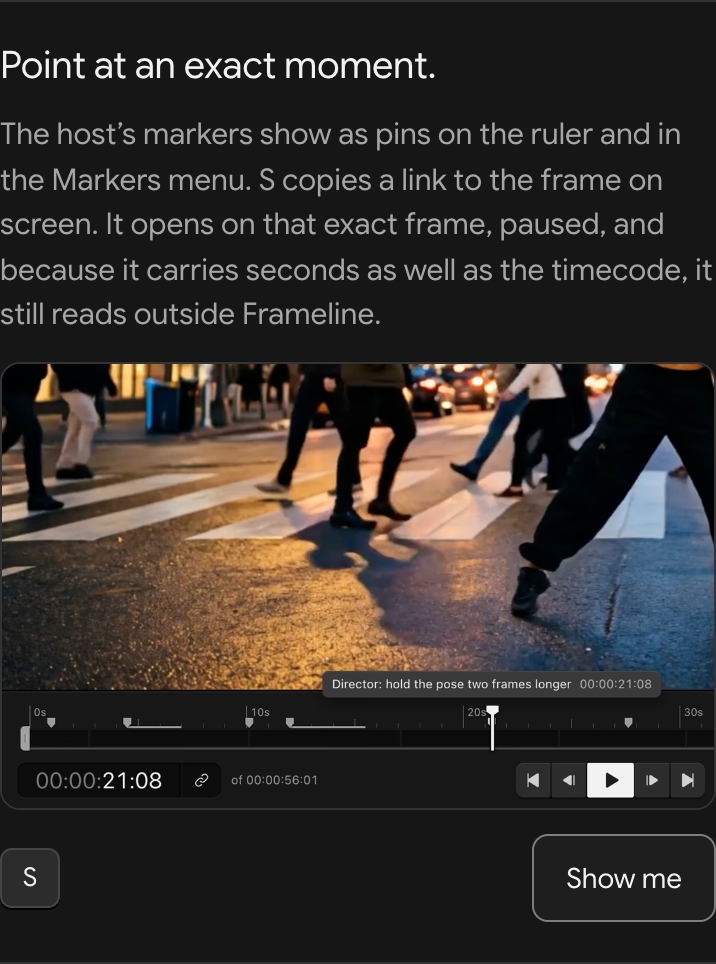 Point at an exact moment.
The host’s markers show as pins on the ruler and in
the Markers menu. S copies a link to the frame on
screen. It opens on that exact frame, paused, and
because it carries seconds as well as the timecode, it
still reads outside Frameline.
Director: hold the pose two frames longer 00:00:21:08
0s 10s 20s 30s
00:00:21:08 of 00:00:56:01
S Show me